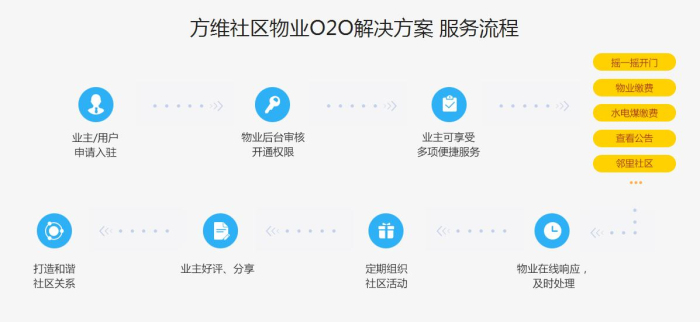 方维社区物业O2O解决方案 服务流程
业主/用户
申请入驻
物业后台审核
开通权限
业主可享受
多项便捷服务
摇一摇开门
物业缴费
水电煤缴费
查看公告
邻里社区
打造和谐
社区关系
业主好评、分享
定期组织
社区活动
物业在线响应，
及时处理